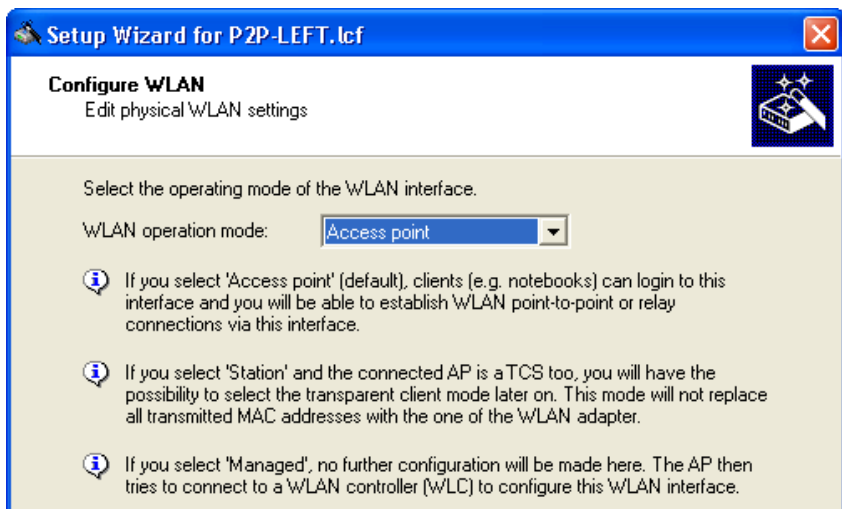 Setup Wizard for P2P-LEFT.lcf
Configure WLAN
Edit physical WLAN settings
Select the operating mode of the WLAN interface.
WLAN operation mode: Access point
If you select 'Access point' (default), clients (e.g. notebooks) can login to this
interface and you will be able to establish WLAN point-to-point or relay
connections via this interface.
If you select 'Station' and the connected AP is a TCS too, you will have the
possibility to select the transparent client mode later on. This mode will not replace
all transmitted MAC addresses with the one of the WLAN adapter.
If you select 'Managed', no further configuration will be made here. The AP then
tries to connect to a WLAN controller (WLC) to configure this WLAN interface.